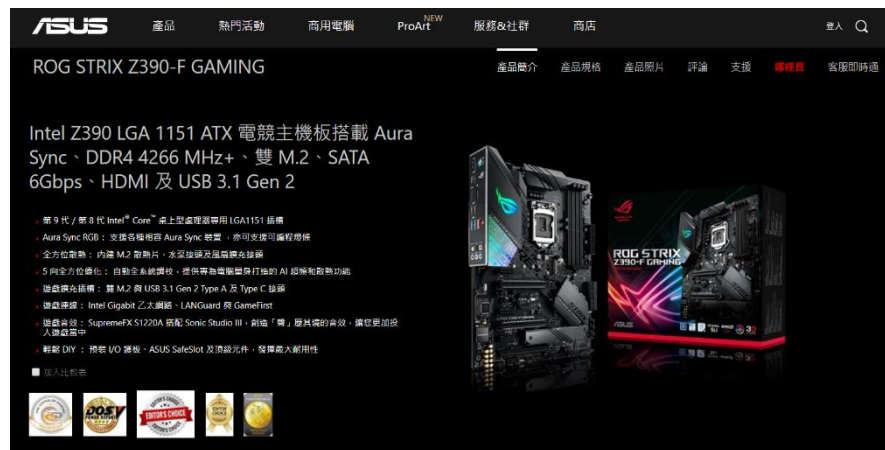 ASUS 產品 熱門活動 商用電腦 ProArt NEW 服務&社群 商店 登入
ROG STRIX Z390-F GAMING 產品簡介 產品規格 產品照片 評論 支援 哪裡買 客服即時通
Intel Z390 LGA 1151 ATX 電競主機板搭載 Aura
Sync、DDR4 4266 MHz+、雙 M.2、SATA
6Gbps、HDMI 及 USB 3.1 Gen 2
第 9 代 / 第 8 代 Intel® Core™ 桌上型處理器專用 LGA1151 插槽
Aura Sync RGB： 支援各種相容 Aura Sync 裝置 ，亦可支援可編程燈條
全方位散熱： 內建 M.2 散熱片、水泵接頭及風扇擴充接頭
5 向全方位優化： 自動全系統調校，提供專為電腦量身打造的 AI 超頻和散熱功能
遊戲擴充插槽： 雙 M.2 與 USB 3.1 Gen 2 Type A 及 Type C 接頭
遊戲連線： Intel Gigabit 乙太網路、LANGuard 與 GameFirst
遊戲音效： SupremeFX S1220A 搭配 Sonic Studio III，創造「聲」歷其境的音效，讓您更加投
入遊戲當中
輕鬆 DIY ： 預裝 I/O 護板、ASUS SafeSlot 及頂級元件，發揮最大耐用性
加入比較表
ROG STRIX
Z390-F GAMING
ASUS
DOSV
EDITOR'S CHOICE